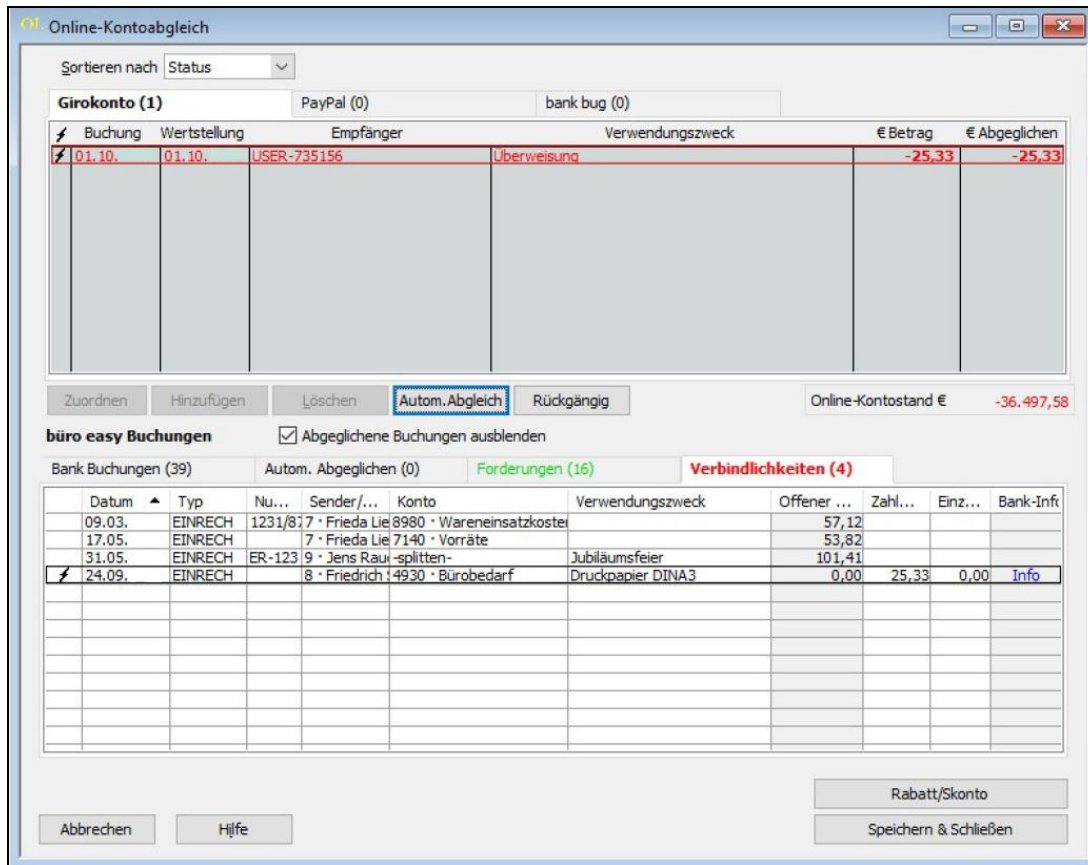 OL Online-Kontoabgleich
Sortieren nach Status
Girokonto (1) PayPal (0) bank bug (0)
Buchung Wertstellung Empfänger Verwendungszweck € Betrag € Abgeglichen
01.10. 01.10. USER-735156 Überweisung -25,33 -25,33
Zuordnen Hinzufügen Löschen Autom.Abgleich Rückgängig Online-Kontostand € -36.497,58
büro easy Buchungen Abgeglichene Buchungen ausblenden
Bank Buchungen (39) Autom. Abgeglichen (0) Forderungen (16) Verbindlichkeiten (4)
Datum Typ Nu... Sender/... Konto Verwendungszweck Offener ... Zahl... Einz... Bank-Info
09.03. EINRECH 1231/87 7 · Frieda Lie 8980 · Wareneinsatzkosten 57,12
17.05. EINRECH 7 · Frieda Lie 7140 · Vorräte 53,82
31.05. EINRECH ER-123 9 · Jens Rau -splitten- Jubiläumsfeier 101,41
24.09. EINRECH 8 · Friedrich 4930 · Bürobedarf Druckpapier DINA3 0,00 25,33 0,00 Info
Rabatt/Skonto
Abbrechen Hilfe Speichern & Schließen